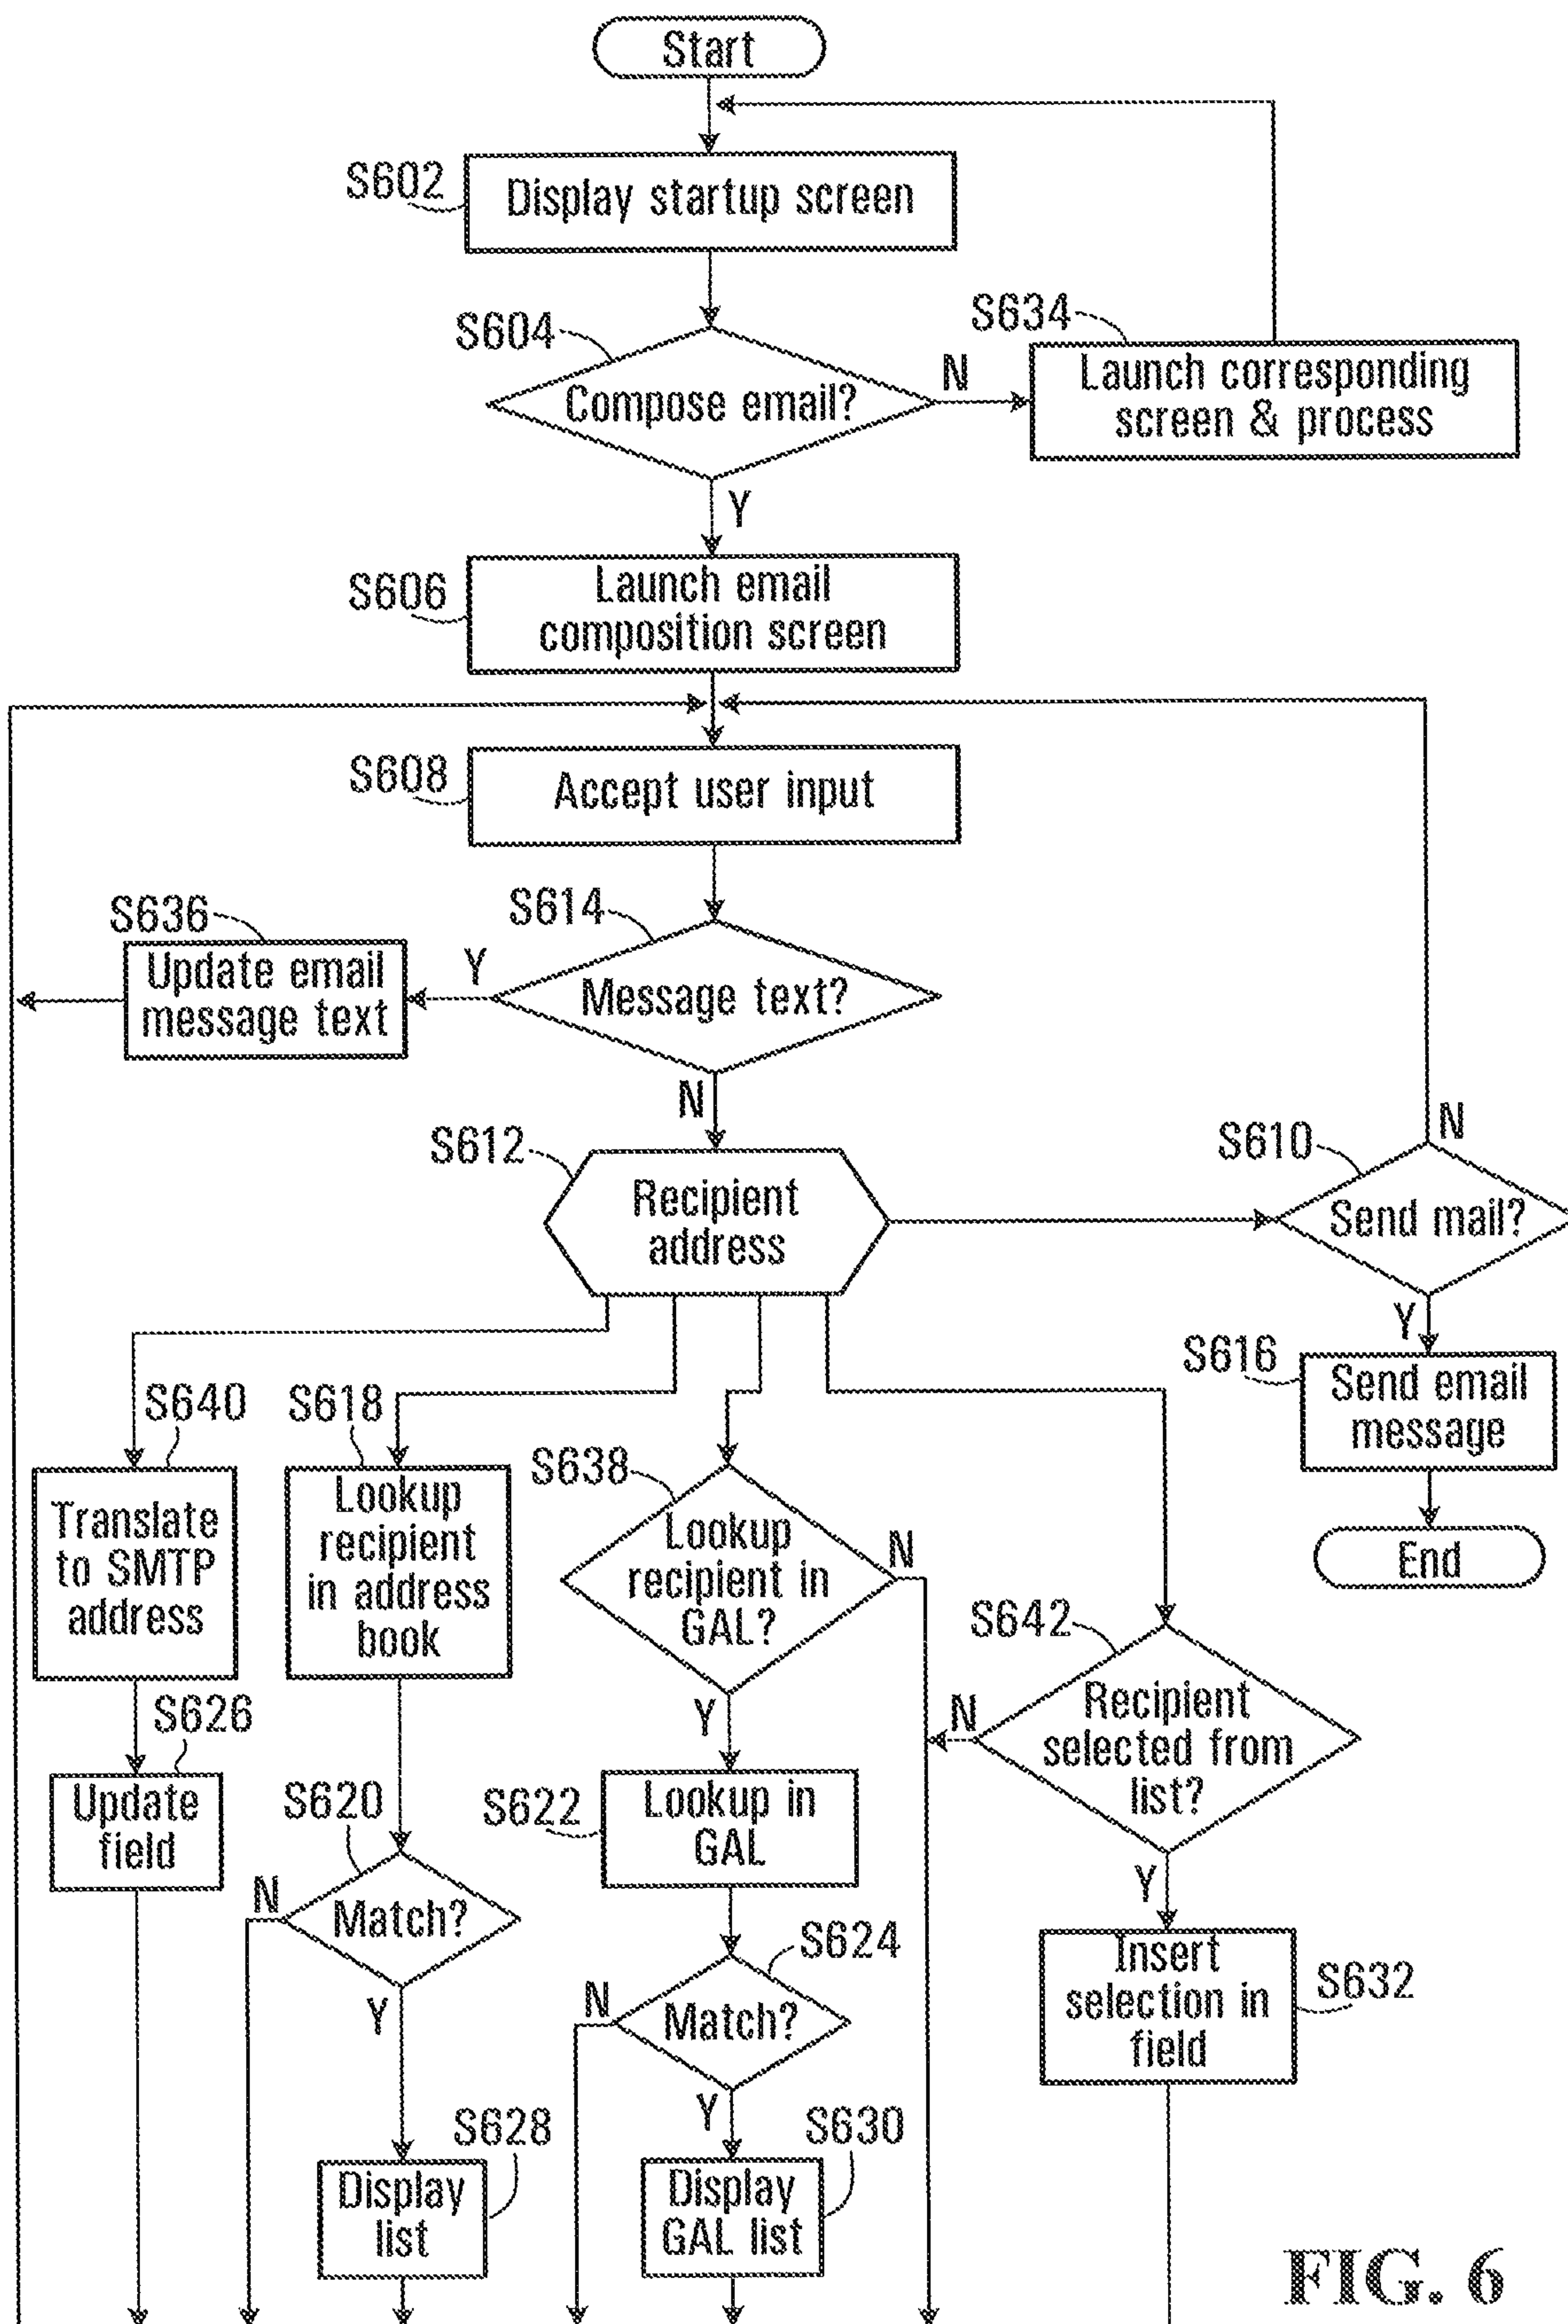 Start
S602
Display startup screen
S604
Compose email?
N
S634
Launch corresponding
screen & process
Y
S606
Launch email
composition screen
S608
Accept user input
S636
Update email
message text
Y
S614
Message text?
N
S612
Recipient
address
S610
N
Send mail?
Y
S616
Send email
message
End
S640
Translate
to SMTP
address
S626
Update
field
S618
Lookup
recipient
in address
book
S620
N
Match?
Y
S628
Display
list
S638
Lookup
recipient in
GAL?
N
Y
S622
Lookup in
GAL
S624
N
Match?
Y
S630
Display
GAL list
S642
N
Recipient
selected from
list?
Y
Insert
selection in
field
S632
FIG. 6